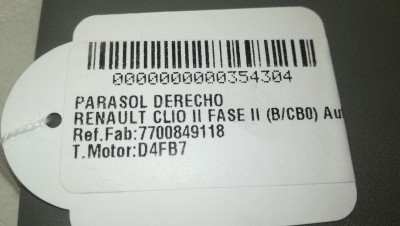 0000000000354304
PARASOL DERECHO
RENAULT CLIO II FASE II (B/CB0) Au
Ref.Fab:7700849118
T.Motor:D4FB7